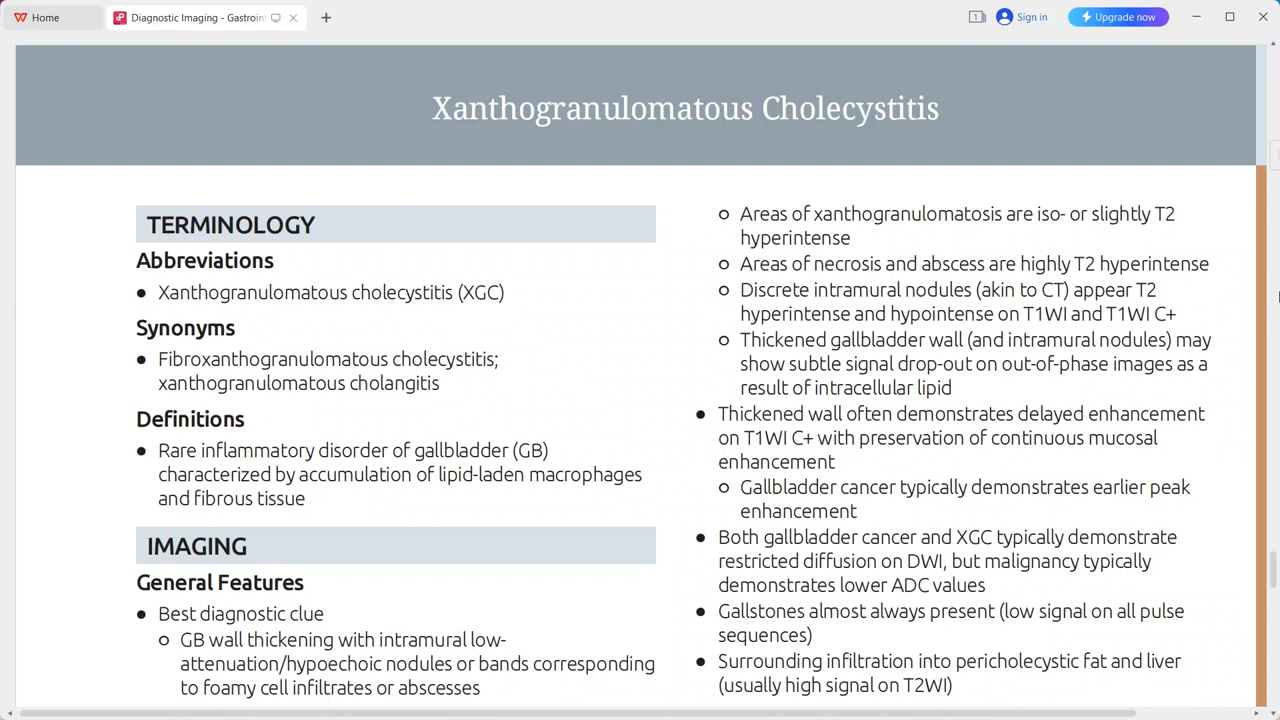 Home
Diagnostic Imaging - Gastroint
Sign in
Upgrade now
Xanthogranulomatous Cholecystitis
TERMINOLOGY
Abbreviations
● Xanthogranulomatous cholecystitis (XGC)
Synonyms
● Fibroxanthogranulomatous cholecystitis;
xanthogranulomatous cholangitis
Definitions
● Rare inflammatory disorder of gallbladder (GB)
characterized by accumulation of lipid-laden macrophages
and fibrous tissue
IMAGING
General Features
● Best diagnostic clue
○ GB wall thickening with intramural low-
attenuation/hypoechoic nodules or bands corresponding
to foamy cell infiltrates or abscesses
○ Areas of xanthogranulomatosis are iso- or slightly T2
hyperintense
○ Areas of necrosis and abscess are highly T2 hyperintense
○ Discrete intramural nodules (akin to CT) appear T2
hyperintense and hypointense on T1WI and T1WI C+
○ Thickened gallbladder wall (and intramural nodules) may
show subtle signal drop-out on out-of-phase images as a
result of intracellular lipid
● Thickened wall often demonstrates delayed enhancement
on T1WI C+ with preservation of continuous mucosal
enhancement
○ Gallbladder cancer typically demonstrates earlier peak
enhancement
● Both gallbladder cancer and XGC typically demonstrate
restricted diffusion on DWI, but malignancy typically
demonstrates lower ADC values
● Gallstones almost always present (low signal on all pulse
sequences)
● Surrounding infiltration into pericholecystic fat and liver
(usually high signal on T2WI)